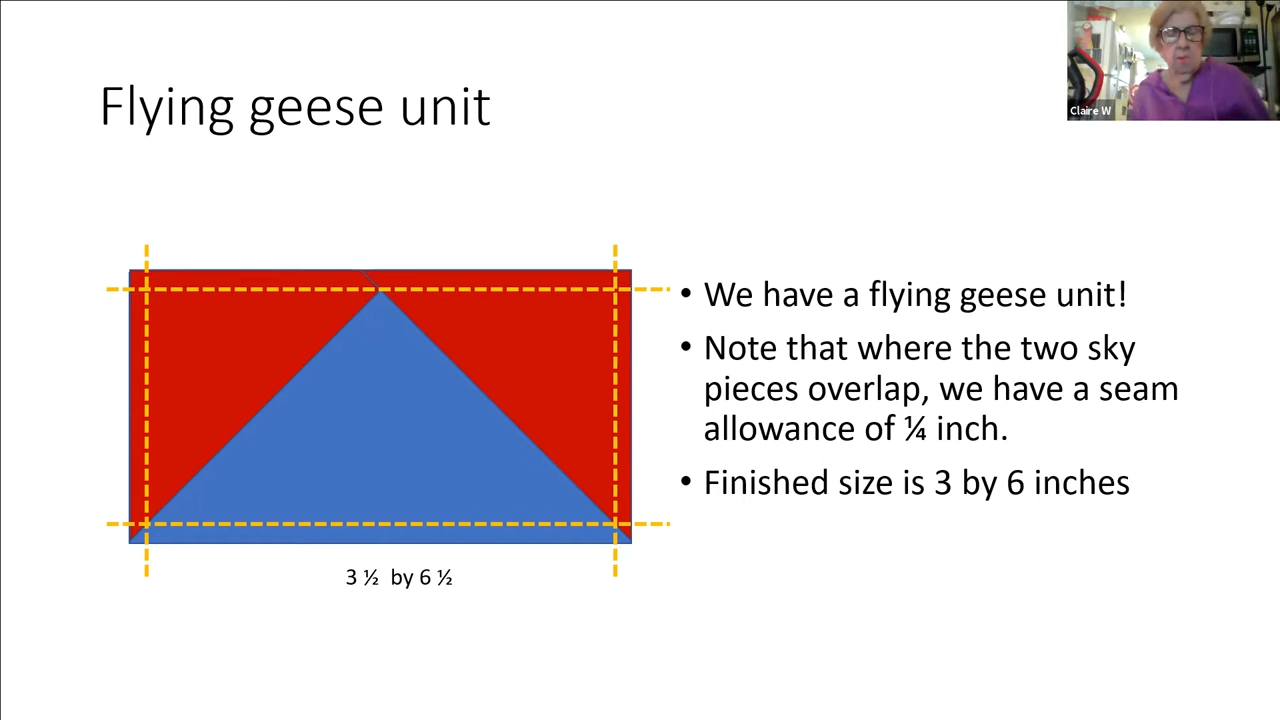 Flying geese unit
Claire W
• We have a flying geese unit!
• Note that where the two sky
pieces overlap, we have a seam
allowance of ¼ inch.
• Finished size is 3 by 6 inches
3 ½ by 6 ½